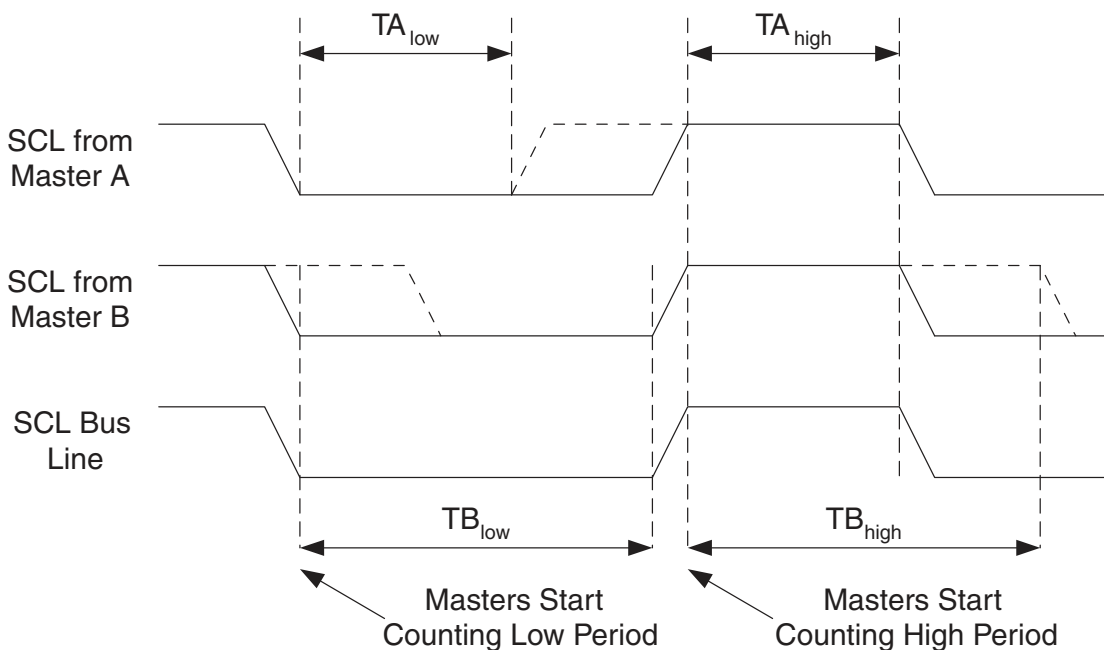 TA low
TA high
SCL from
Master A
SCL from
Master B
SCL Bus
Line
TB low
TB high
Masters Start
Counting Low Period
Masters Start
Counting High Period